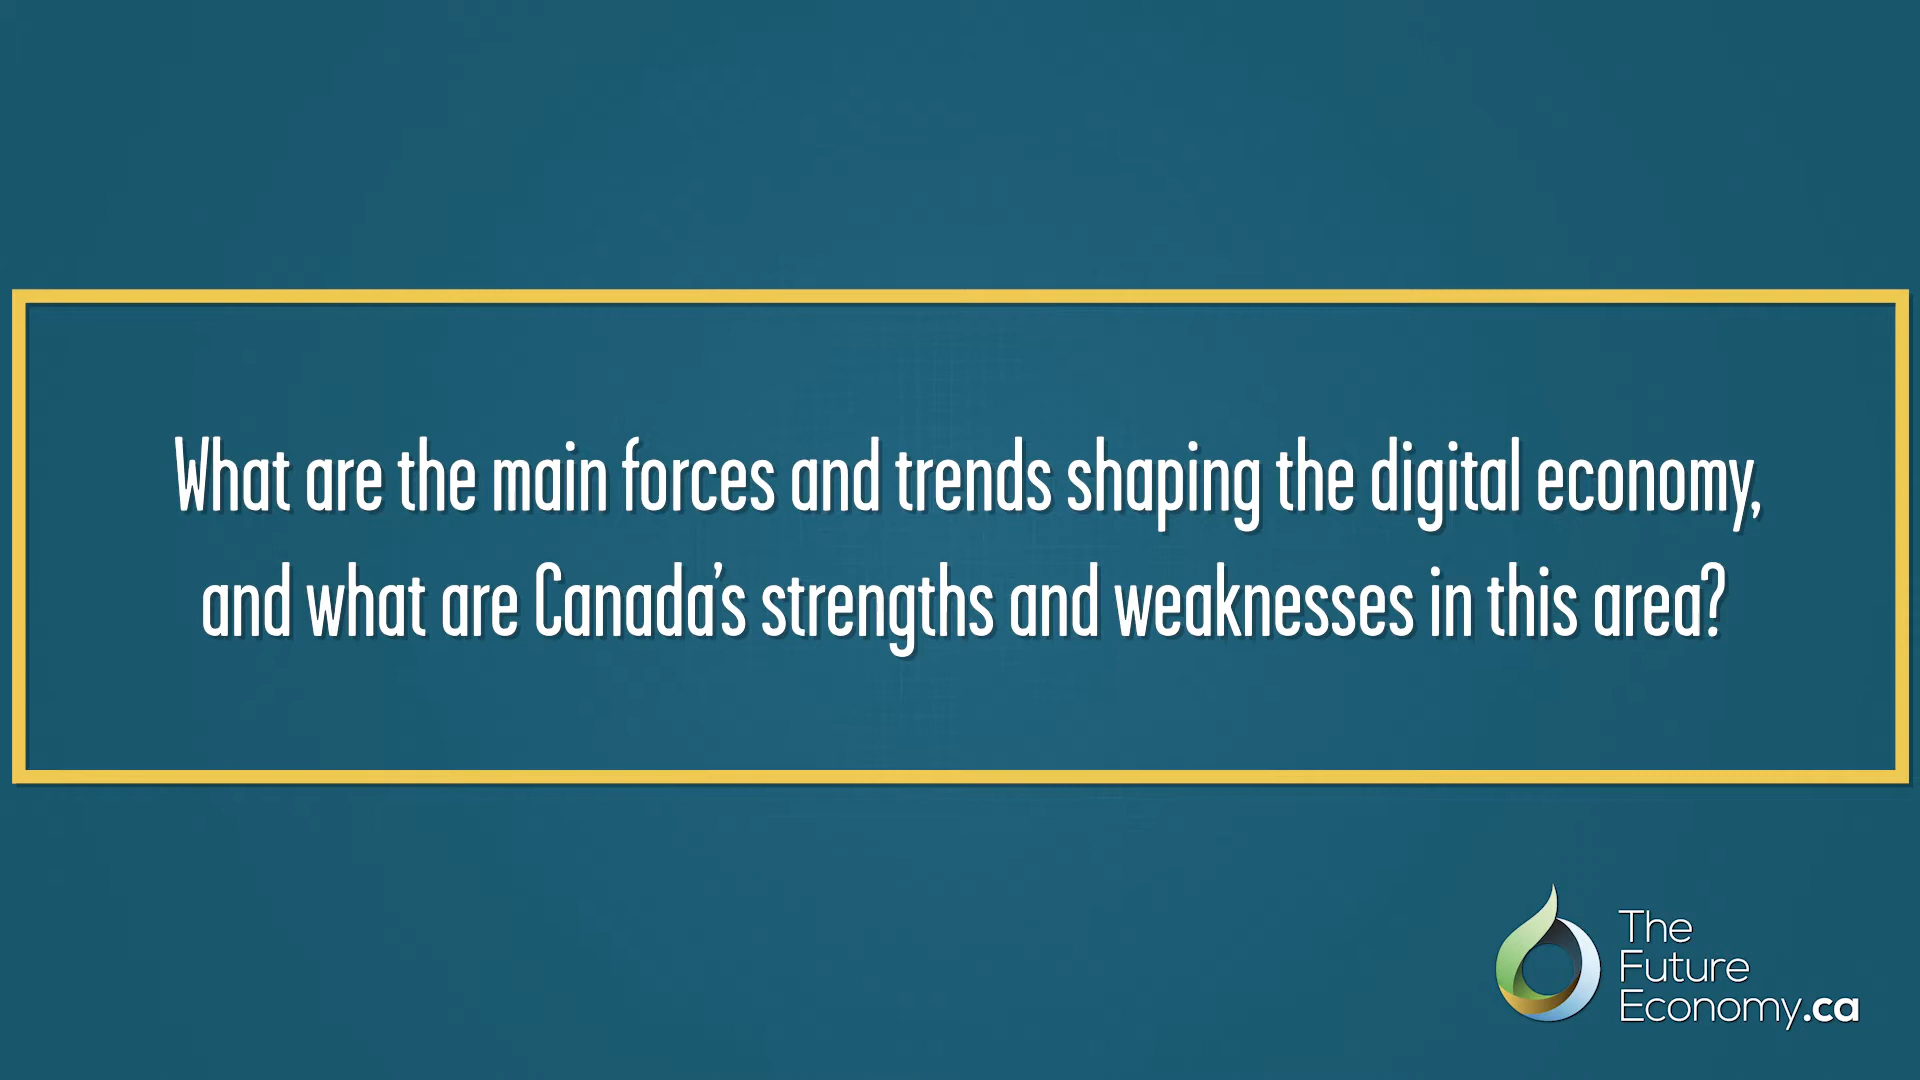 What are the main forces and trends shaping the digital economy,
and what are Canada’s strengths and weaknesses in this area?
The
Future
Economy.ca